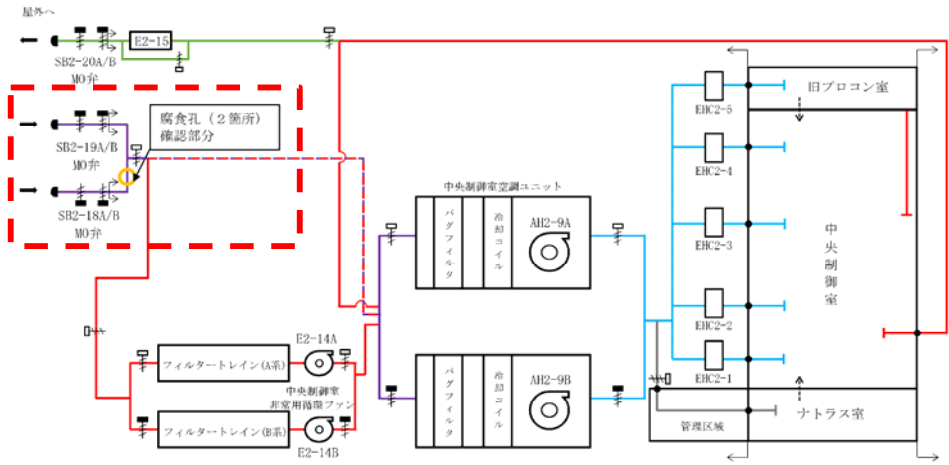 屋外へ
E2-15
SB2-20A/B
MO弁
SB2-19A/B
MO弁
腐食孔（２箇所）
確認部分
SB2-18A/B
MO弁
中央制御室空調ユニット
バグフィルタ
冷却コイル
AH2-9A
バグフィルタ
冷却コイル
AH2-9B
E2-14A
フィルタートレイン(A系)
中央制御室
非常用循環ファン
フィルタートレイン(B系)
E2-14B
EHC2-5
EHC2-4
EHC2-3
EHC2-2
EHC2-1
旧プロコン室
中央制御室
ナトラス室
管理区域